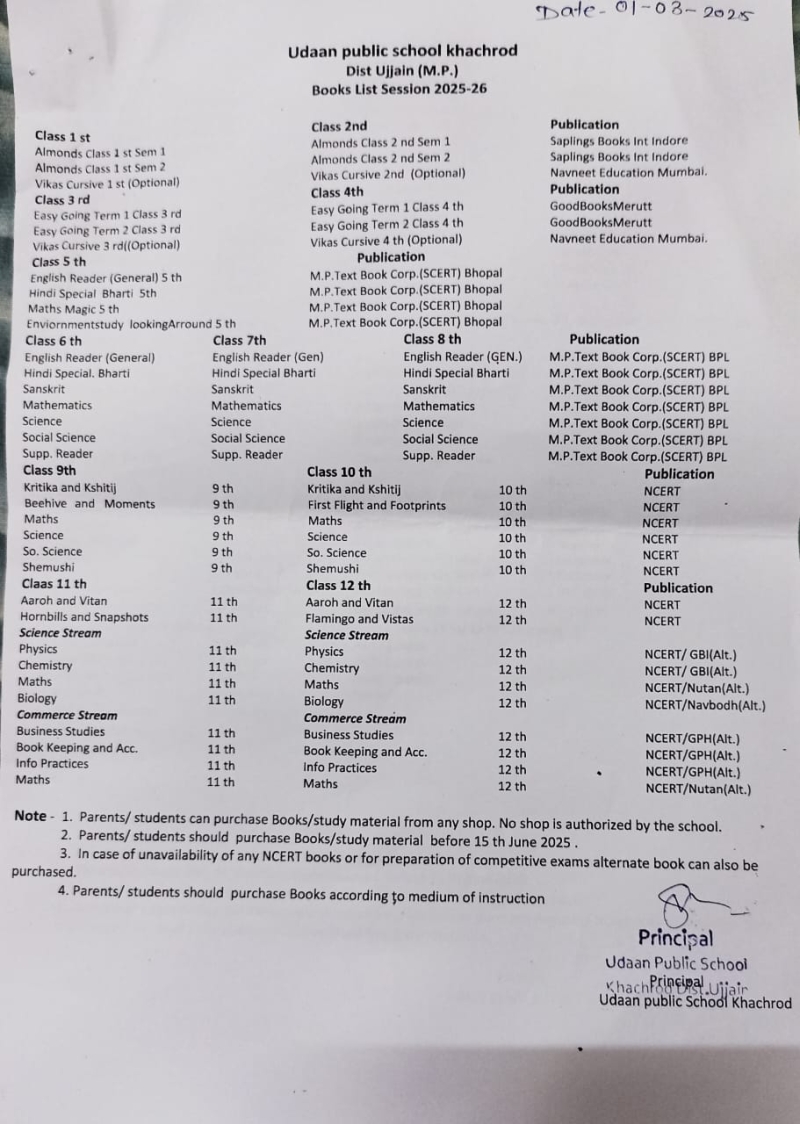 Date- 01-03-2025
Udaan public school khachrod
Dist Ujjain (M.P.)
Books List Session 2025-26
Class 1 st Class 2nd Publication
Almonds Class 1 st Sem 1 Almonds Class 2 nd Sem 1 Saplings Books Int Indore
Almonds Class 1 st Sem 2 Almonds Class 2 nd Sem 2 Saplings Books Int Indore
Vikas Cursive 1 st (Optional) Vikas Cursive 2nd (Optional) Navneet Education Mumbai.
Class 3 rd Class 4th Publication
Easy Going Term 1 Class 3 rd Easy Going Term 1 Class 4 th GoodBooksMerutt
Easy Going Term 2 Class 3 rd Easy Going Term 2 Class 4 th GoodBooksMerutt
Vikas Cursive 3 rd((Optional) Vikas Cursive 4 th (Optional) Navneet Education Mumbai.
Class 5 th Publication
English Reader (General) 5 th M.P.Text Book Corp.(SCERT) Bhopal
Hindi Special Bharti 5th M.P.Text Book Corp.(SCERT) Bhopal
Maths Magic 5 th M.P.Text Book Corp.(SCERT) Bhopal
Enviornmentstudy lookingArround 5 th M.P.Text Book Corp.(SCERT) Bhopal
Class 6 th Class 7th Class 8 th Publication
English Reader (General) English Reader (Gen) English Reader (GEN.) M.P.Text Book Corp.(SCERT) BPL
Hindi Special. Bharti Hindi Special Bharti Hindi Special Bharti M.P.Text Book Corp.(SCERT) BPL
Sanskrit Sanskrit Sanskrit M.P.Text Book Corp.(SCERT) BPL
Mathematics Mathematics Mathematics M.P.Text Book Corp.(SCERT) BPL
Science Science Science M.P.Text Book Corp.(SCERT) BPL
Social Science Social Science Social Science M.P.Text Book Corp.(SCERT) BPL
Supp. Reader Supp. Reader Supp. Reader M.P.Text Book Corp.(SCERT) BPL
Class 9th Class 10 th Publication
Kritika and Kshitij 9 th Kritika and Kshitij 10 th NCERT
Beehive and Moments 9 th First Flight and Footprints 10 th NCERT
Maths 9 th Maths 10 th NCERT
Science 9 th Science 10 th NCERT
So. Science 9 th So. Science 10 th NCERT
Shemushi 9 th Shemushi 10 th NCERT
Claas 11 th Class 12 th Publication
Aaroh and Vitan 11 th Aaroh and Vitan 12 th NCERT
Hornbills and Snapshots 11 th Flamingo and Vistas 12 th NCERT
Science Stream Science Stream
Physics 11 th Physics 12 th NCERT/ GBI(Alt.)
Chemistry 11 th Chemistry 12 th NCERT/ GBI(Alt.)
Maths 11 th Maths 12 th NCERT/Nutan(Alt.)
Biology 11 th Biology 12 th NCERT/Navbodh(Alt.)
Commerce Stream Commerce Stream
Business Studies 11 th Business Studies 12 th NCERT/GPH(Alt.)
Book Keeping and Acc. 11 th Book Keeping and Acc. 12 th NCERT/GPH(Alt.)
Info Practices 11 th Info Practices 12 th NCERT/GPH(Alt.)
Maths 11 th Maths 12 th NCERT/Nutan(Alt.)
Note - 1. Parents/ students can purchase Books/study material from any shop. No shop is authorized by the school.
2. Parents/ students should purchase Books/study material before 15 th June 2025 .
3. In case of unavailability of any NCERT books or for preparation of competitive exams alternate book can also be
purchased.
4. Parents/ students should purchase Books according to medium of instruction
Principal
Udaan Public School
Khachrod Dist.Ujjain
Principal
Udaan public School Khachrod